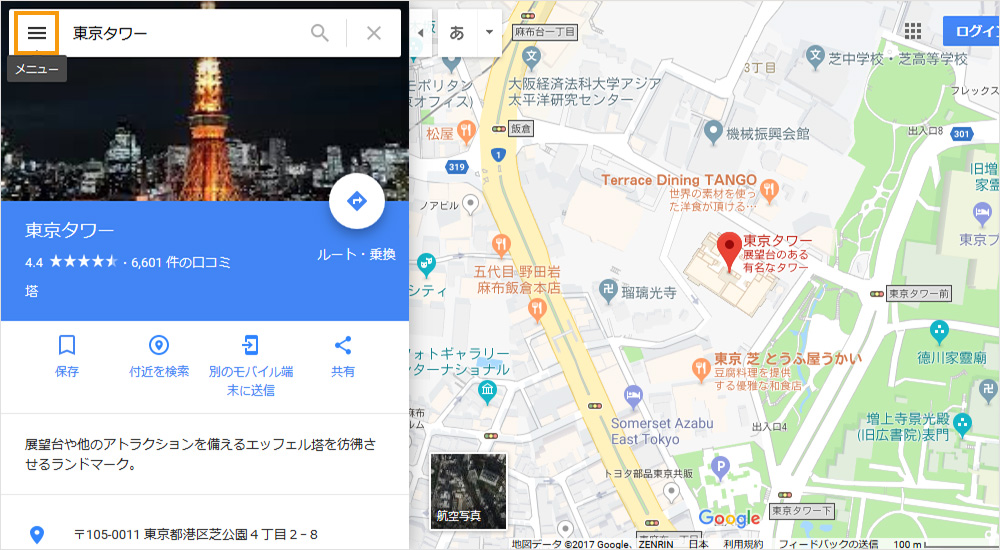 東京タワー
メニュー
東京タワー
4.4 ★★★★★ · 6,601 件の口コミ
塔
ルート・乗換
保存
付近を検索
別のモバイル端
末に送信
共有
展望台や他のアトラクションを備えるエッフェル塔を彷彿さ
せるランドマーク。
〒105-0011 東京都港区芝公園４丁目２−８
あ
麻布台一丁目
ログイン
大阪経済法科大学アジア
太平洋研究センター
3丁目
芝中学校・芝高等学校
フレックス
モポリタン
東京オフィス)
松屋
飯倉
319
1
機械振興会館
出入口8
301
旧増
家霊
Terrace Dining TANGO
世界の素材を使っ
た洋食が頂ける…
ノアビル
東京プ
東京タワー
展望台のある
有名なタワー
五代目 野田岩
麻布飯倉本店
シティ
瑠璃光寺
東京タワー前
フォトギャラリー
ンターナショナル
東京 芝 とうふ屋うかい
豆腐料理を提供
する優雅な和食店
徳川家靈廟
麻布
ルム
Somerset Azabu
East Tokyo
出入口4
増上寺景光殿
(旧広書院)表門
P
トヨタ部品東京共販
航空写真
Google
東京タワー下
地図データ ©2017 Google、ZENRIN
日本
利用規約
フィードバックの送信
100 m